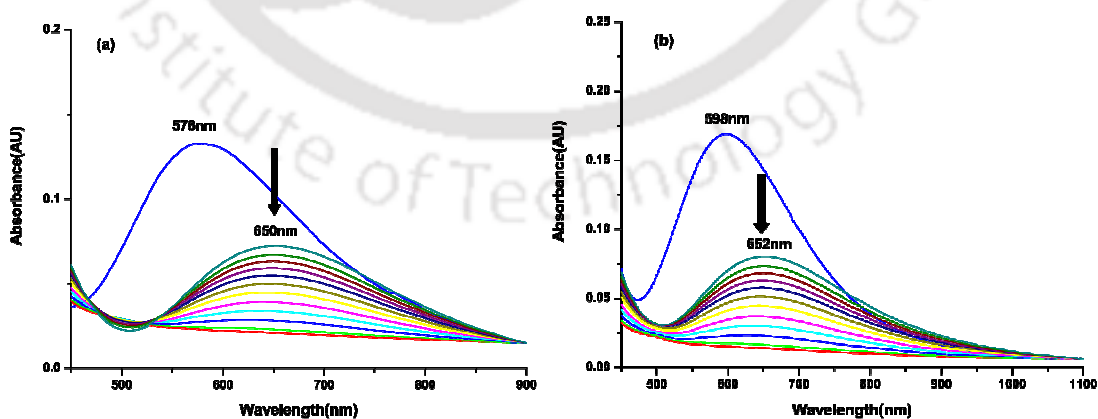 stitute of Technology G
(a)
0.2
0.1
0.0
Absorbance(AU)
578nm
650nm
500 600 700 800 900
Wavelength(nm)
(b)
0.25
0.20
0.15
0.10
0.05
0.00
Absorbance(AU)
598nm
652nm
500 600 700 800 900 1000 1100
Wavelength(nm)